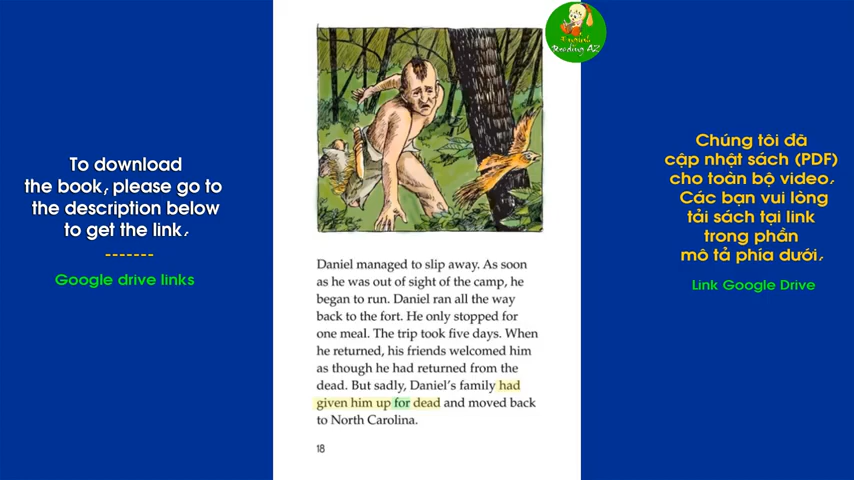 To download
the book, please go to
the description below
to get the link,
-------
Google drive links
English
Reading AZ
Daniel managed to slip away. As soon
as he was out of sight of the camp, he
began to run. Daniel ran all the way
back to the fort. He only stopped for
one meal. The trip took five days. When
he returned, his friends welcomed him
as though he had returned from the
dead. But sadly, Daniel's family had
given him up for dead and moved back
to North Carolina.
18
Chúng tôi đã
cập nhật sách (PDF)
cho toàn bộ video,
Các bạn vui lòng
tải sách tại link
trong phần
mô tả phía dưới,
Link Google Drive